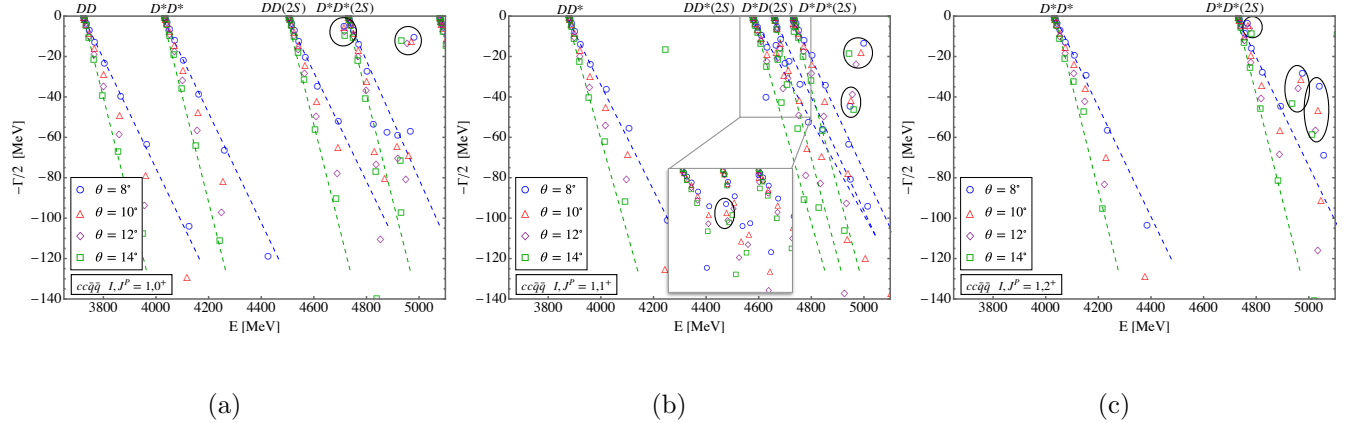 (a)
DD D*D* DD(2S) D*D*(2S)
0
−20
−40
−60
−80
−100
−120
−140
−Γ/2 [MeV]
θ = 8°
θ = 10°
θ = 12°
θ = 14°
ccq̄q̄ I, J^P = 1,0⁺
3800 4000 4200 4400 4600 4800 5000
E [MeV]
(b)
DD* DD*(2S) D*D(2S) D*D*(2S)
0
−20
−40
−60
−80
−100
−120
−140
−Γ/2 [MeV]
θ = 8°
θ = 10°
θ = 12°
θ = 14°
ccq̄q̄ I, J^P = 1,1⁺
3800 4000 4200 4400 4600 4800 5000
E [MeV]
(c)
D*D* D*D*(2S)
0
−20
−40
−60
−80
−100
−120
−140
−Γ/2 [MeV]
θ = 8°
θ = 10°
θ = 12°
θ = 14°
ccq̄q̄ I, J^P = 1,2⁺
3800 4000 4200 4400 4600 4800 5000
E [MeV]